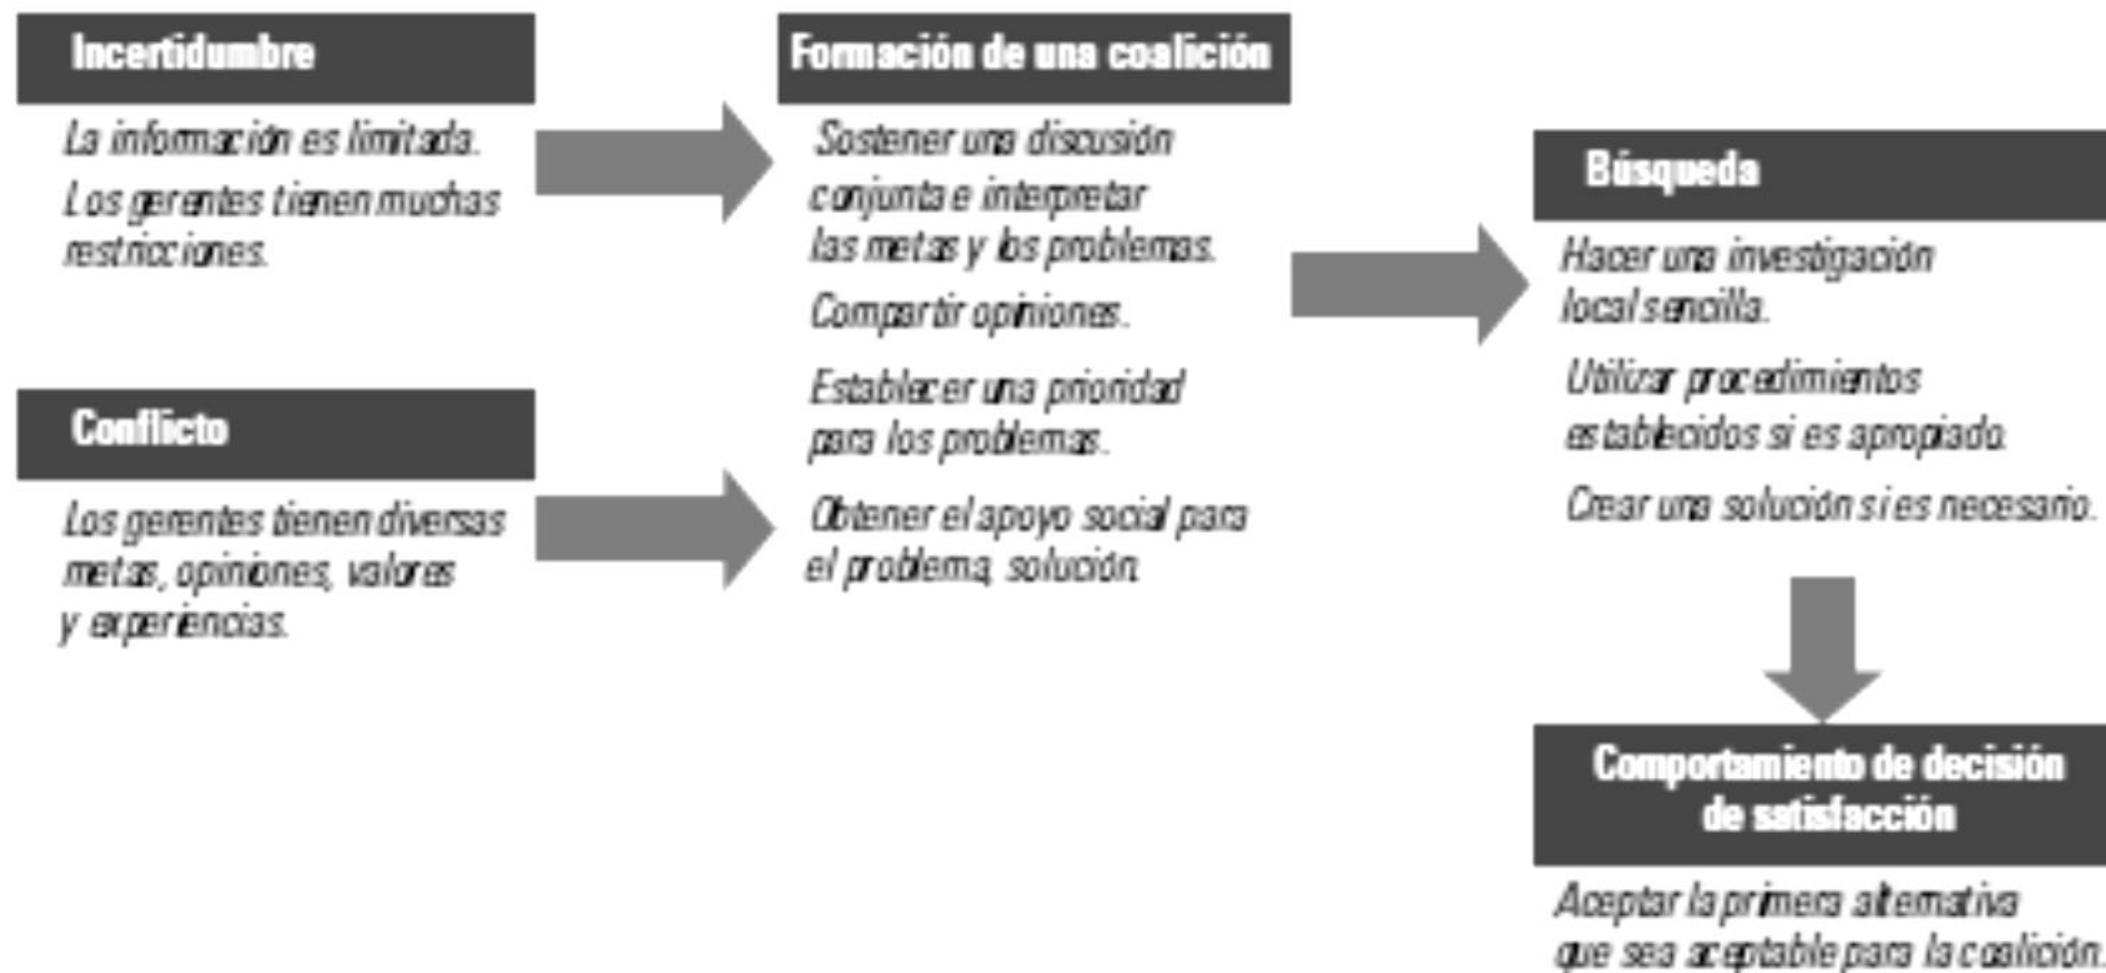 Incertidumbre
La información es limitada.
Los gerentes tienen muchas
restricciones.
Conflicto
Los gerentes tienen diversas
metas, opiniones, valores
y experiencias.
Formación de una coalición
Sostener una discusión
conjunta e interpretar
las metas y los problemas.
Compartir opiniones.
Establecer una prioridad
para los problemas.
Obtener el apoyo social para
el problema, solución.
Búsqueda
Hacer una investigación
local sencilla.
Utilizar procedimientos
establecidos si es apropiado.
Crear una solución si es necesario.
Comportamiento de decisión
de satisfacción
Aceptar la primera alternativa
que sea aceptable para la coalición.